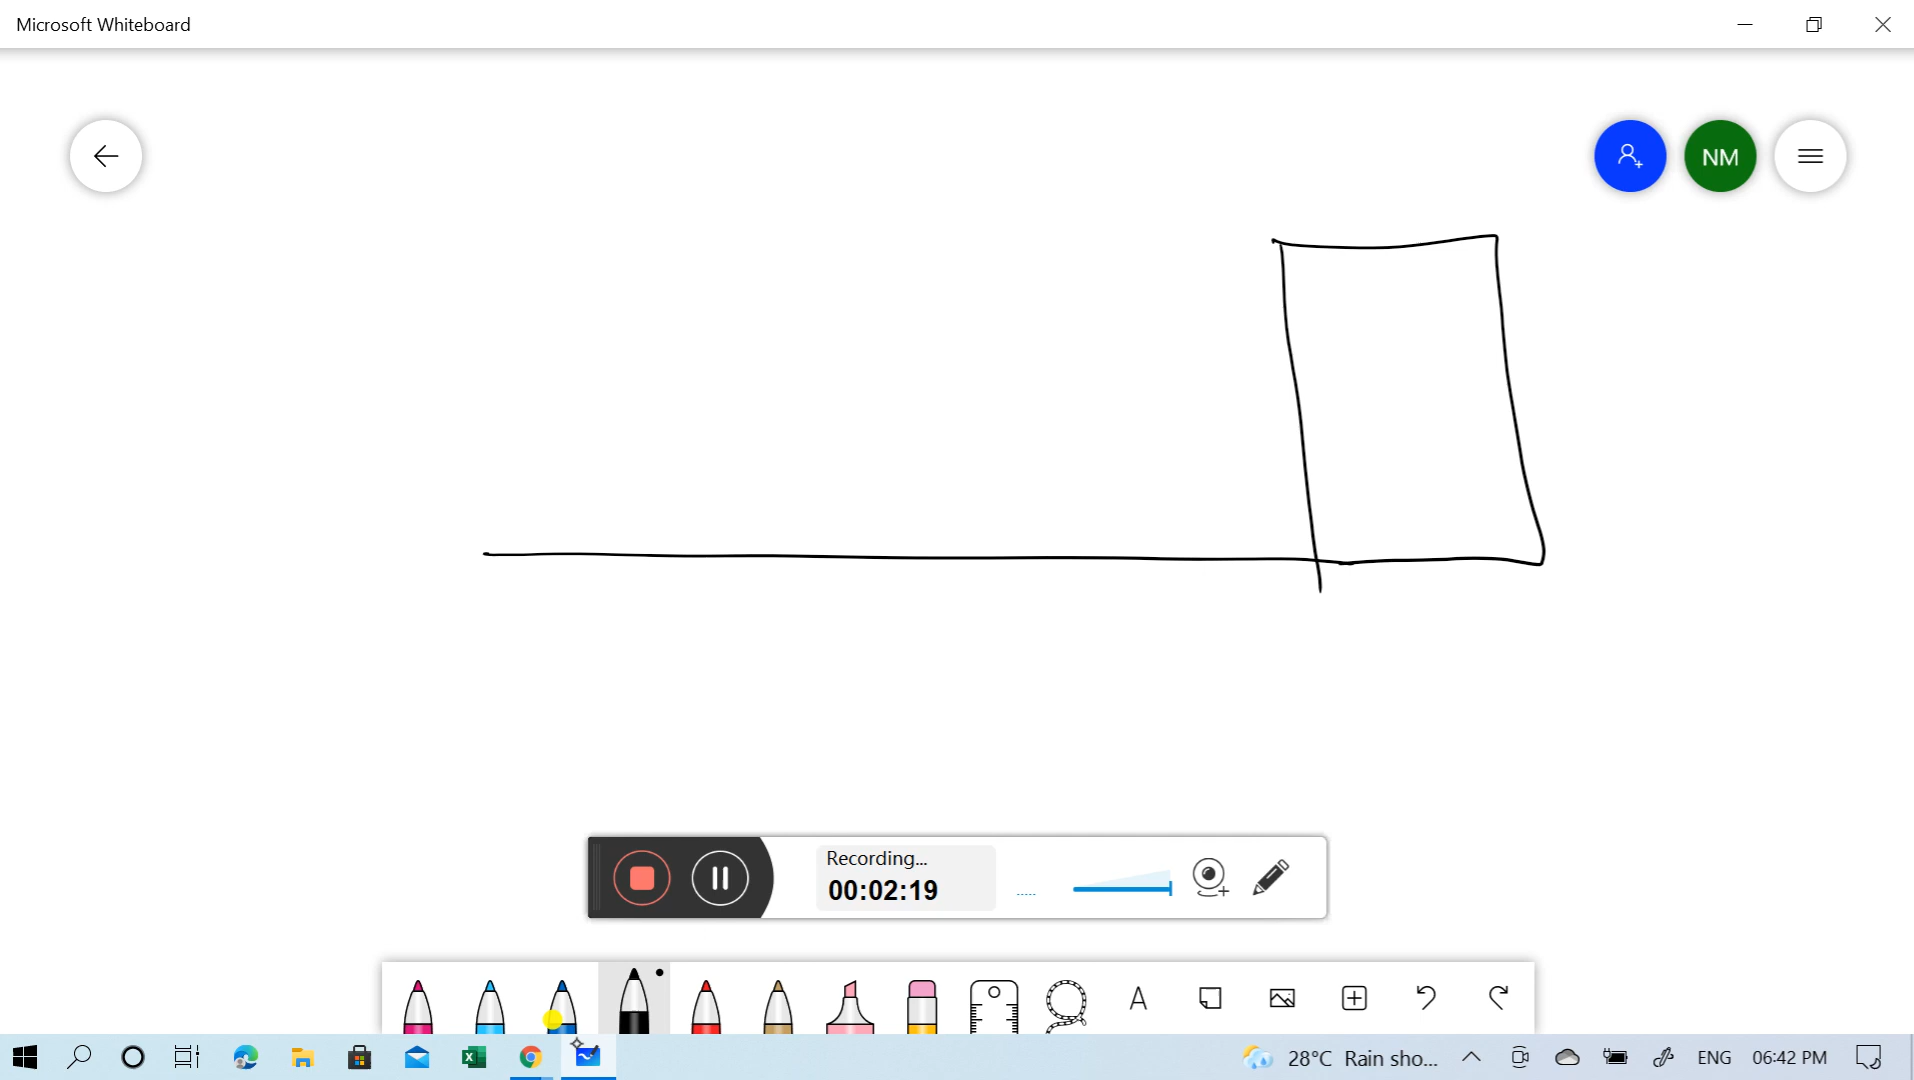 Microsoft Whiteboard
NM
Recording...
00:02:19
A
28°C Rain sho...
ENG
06:42 PM